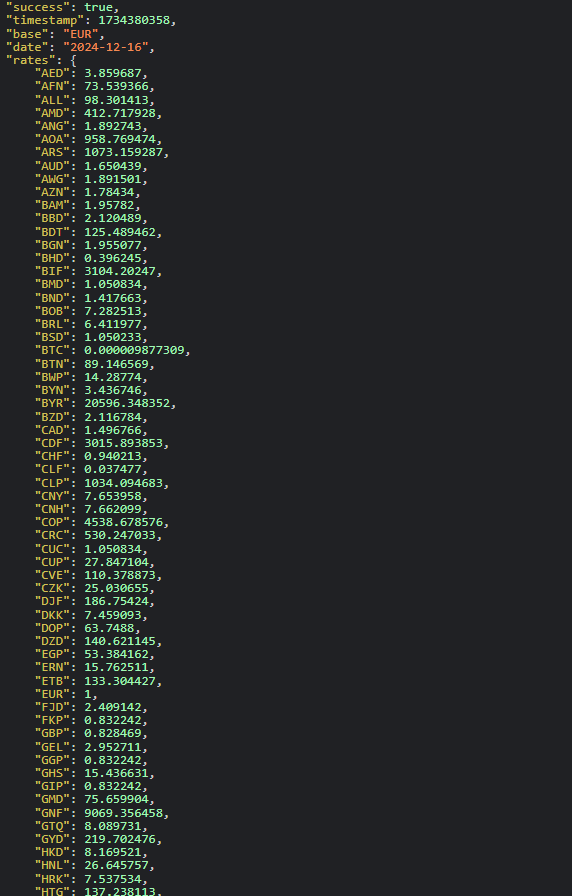 "success": true,
"timestamp": 1734380358,
"base": "EUR",
"date": "2024-12-16",
"rates": {
"AED": 3.859687,
"AFN": 73.539366,
"ALL": 98.301413,
"AMD": 412.717928,
"ANG": 1.892743,
"AOA": 958.769474,
"ARS": 1073.159287,
"AUD": 1.650439,
"AWG": 1.891501,
"AZN": 1.78434,
"BAM": 1.95782,
"BBD": 2.120489,
"BDT": 125.489462,
"BGN": 1.955077,
"BHD": 0.396245,
"BIF": 3104.20247,
"BMD": 1.050834,
"BND": 1.417663,
"BOB": 7.282513,
"BRL": 6.411977,
"BSD": 1.050233,
"BTC": 0.000009877309,
"BTN": 89.146569,
"BWP": 14.28774,
"BYN": 3.436746,
"BYR": 20596.348352,
"BZD": 2.116784,
"CAD": 1.496766,
"CDF": 3015.893853,
"CHF": 0.940213,
"CLF": 0.037477,
"CLP": 1034.094683,
"CNY": 7.653958,
"CNH": 7.662099,
"COP": 4538.678576,
"CRC": 530.247033,
"CUC": 1.050834,
"CUP": 27.847104,
"CVE": 110.378873,
"CZK": 25.030655,
"DJF": 186.75424,
"DKK": 7.459093,
"DOP": 63.7488,
"DZD": 140.621145,
"EGP": 53.384162,
"ERN": 15.762511,
"ETB": 133.304427,
"EUR": 1,
"FJD": 2.409142,
"FKP": 0.832242,
"GBP": 0.828469,
"GEL": 2.952711,
"GGP": 0.832242,
"GHS": 15.436631,
"GIP": 0.832242,
"GMD": 75.659904,
"GNF": 9069.356458,
"GTQ": 8.089731,
"GYD": 219.702476,
"HKD": 8.169521,
"HNL": 26.645757,
"HRK": 7.537534,
"HTG": 137.238113,